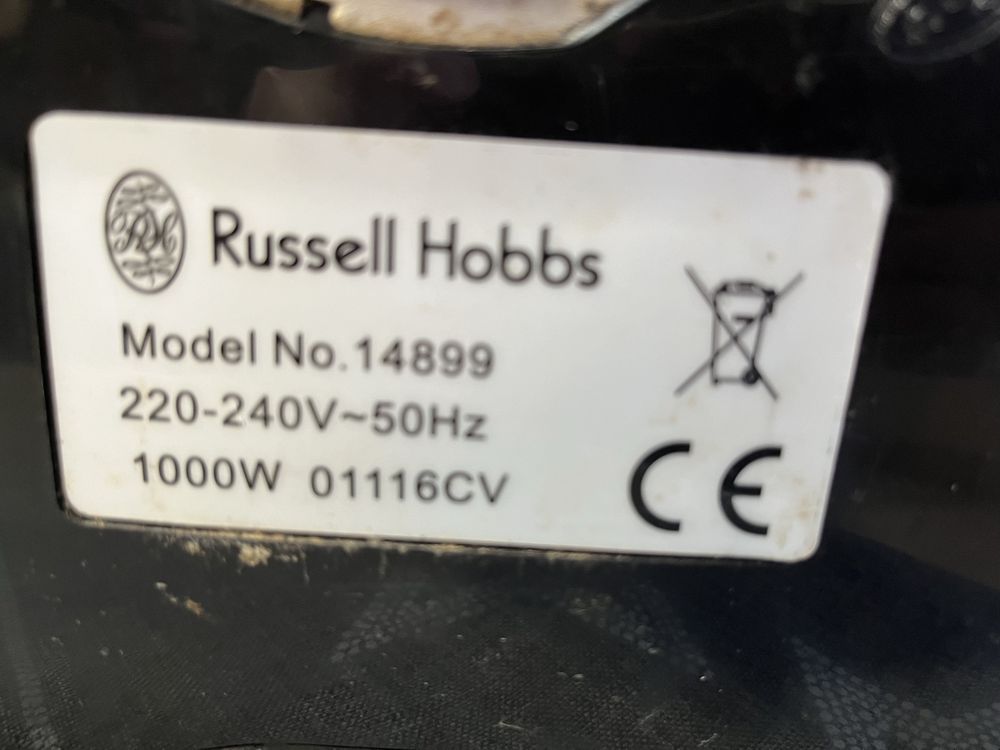 Russell Hobbs
Model No.14899
220-240V~50Hz
1000W 01116CV
CE